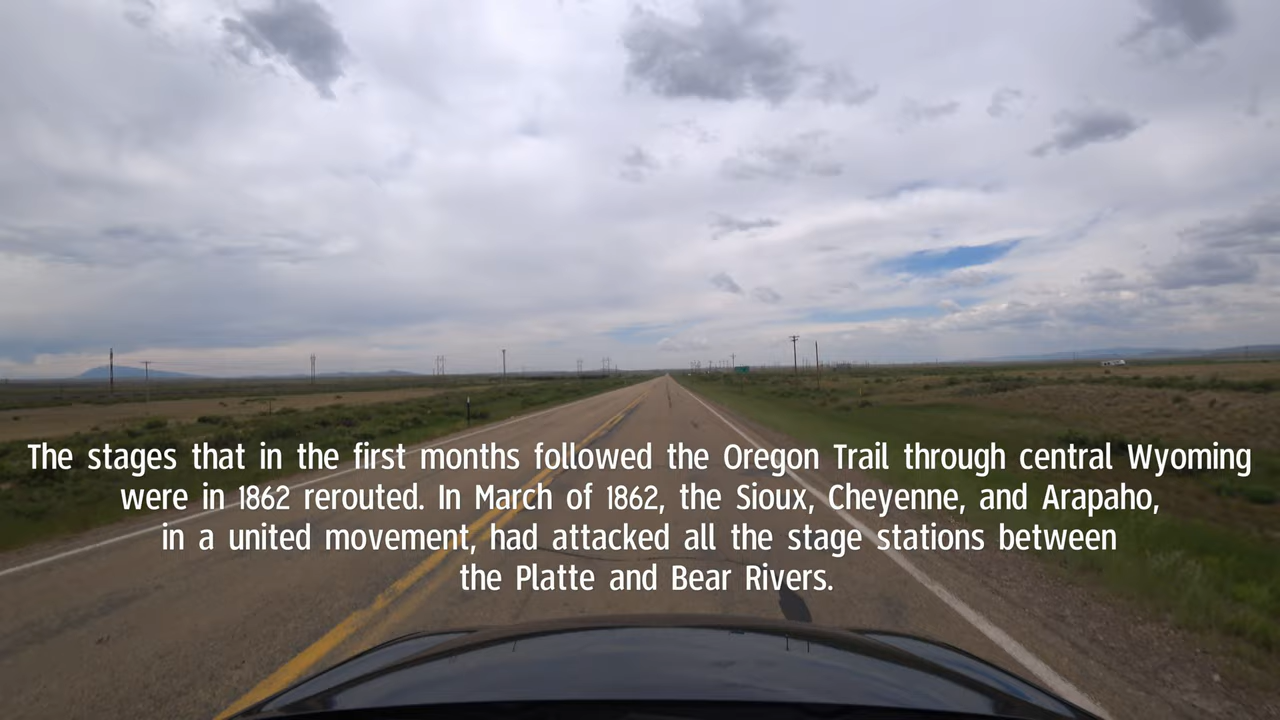 The stages that in the first months followed the Oregon Trail through central Wyoming
were in 1862 rerouted. In March of 1862, the Sioux, Cheyenne, and Arapaho,
in a united movement, had attacked all the stage stations between
the Platte and Bear Rivers.